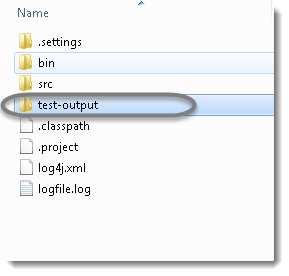 Name
.settings
bin
src
test-output
.classpath
.project
log4j.xml
logfile.log